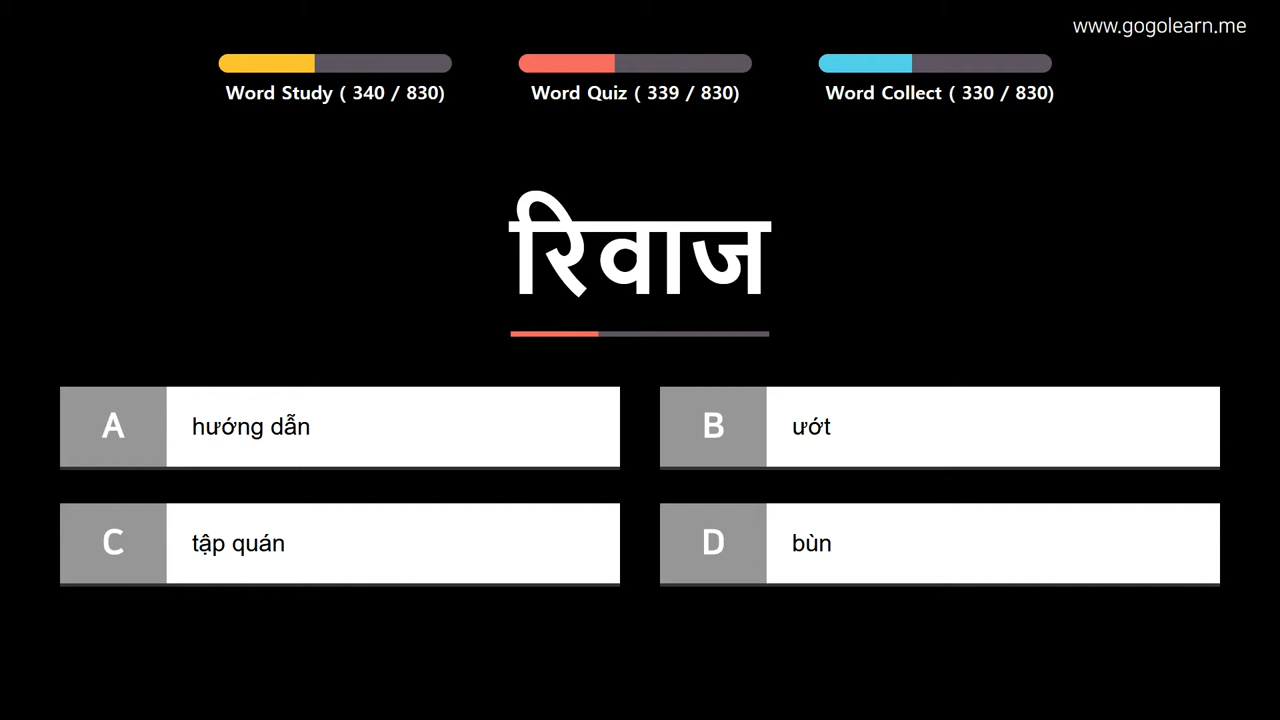 www.gogolearn.me
Word Study ( 340 / 830)
Word Quiz ( 339 / 830)
Word Collect ( 330 / 830)
रिवाज
A hướng dẫn
B ướt
C tập quán
D bùn